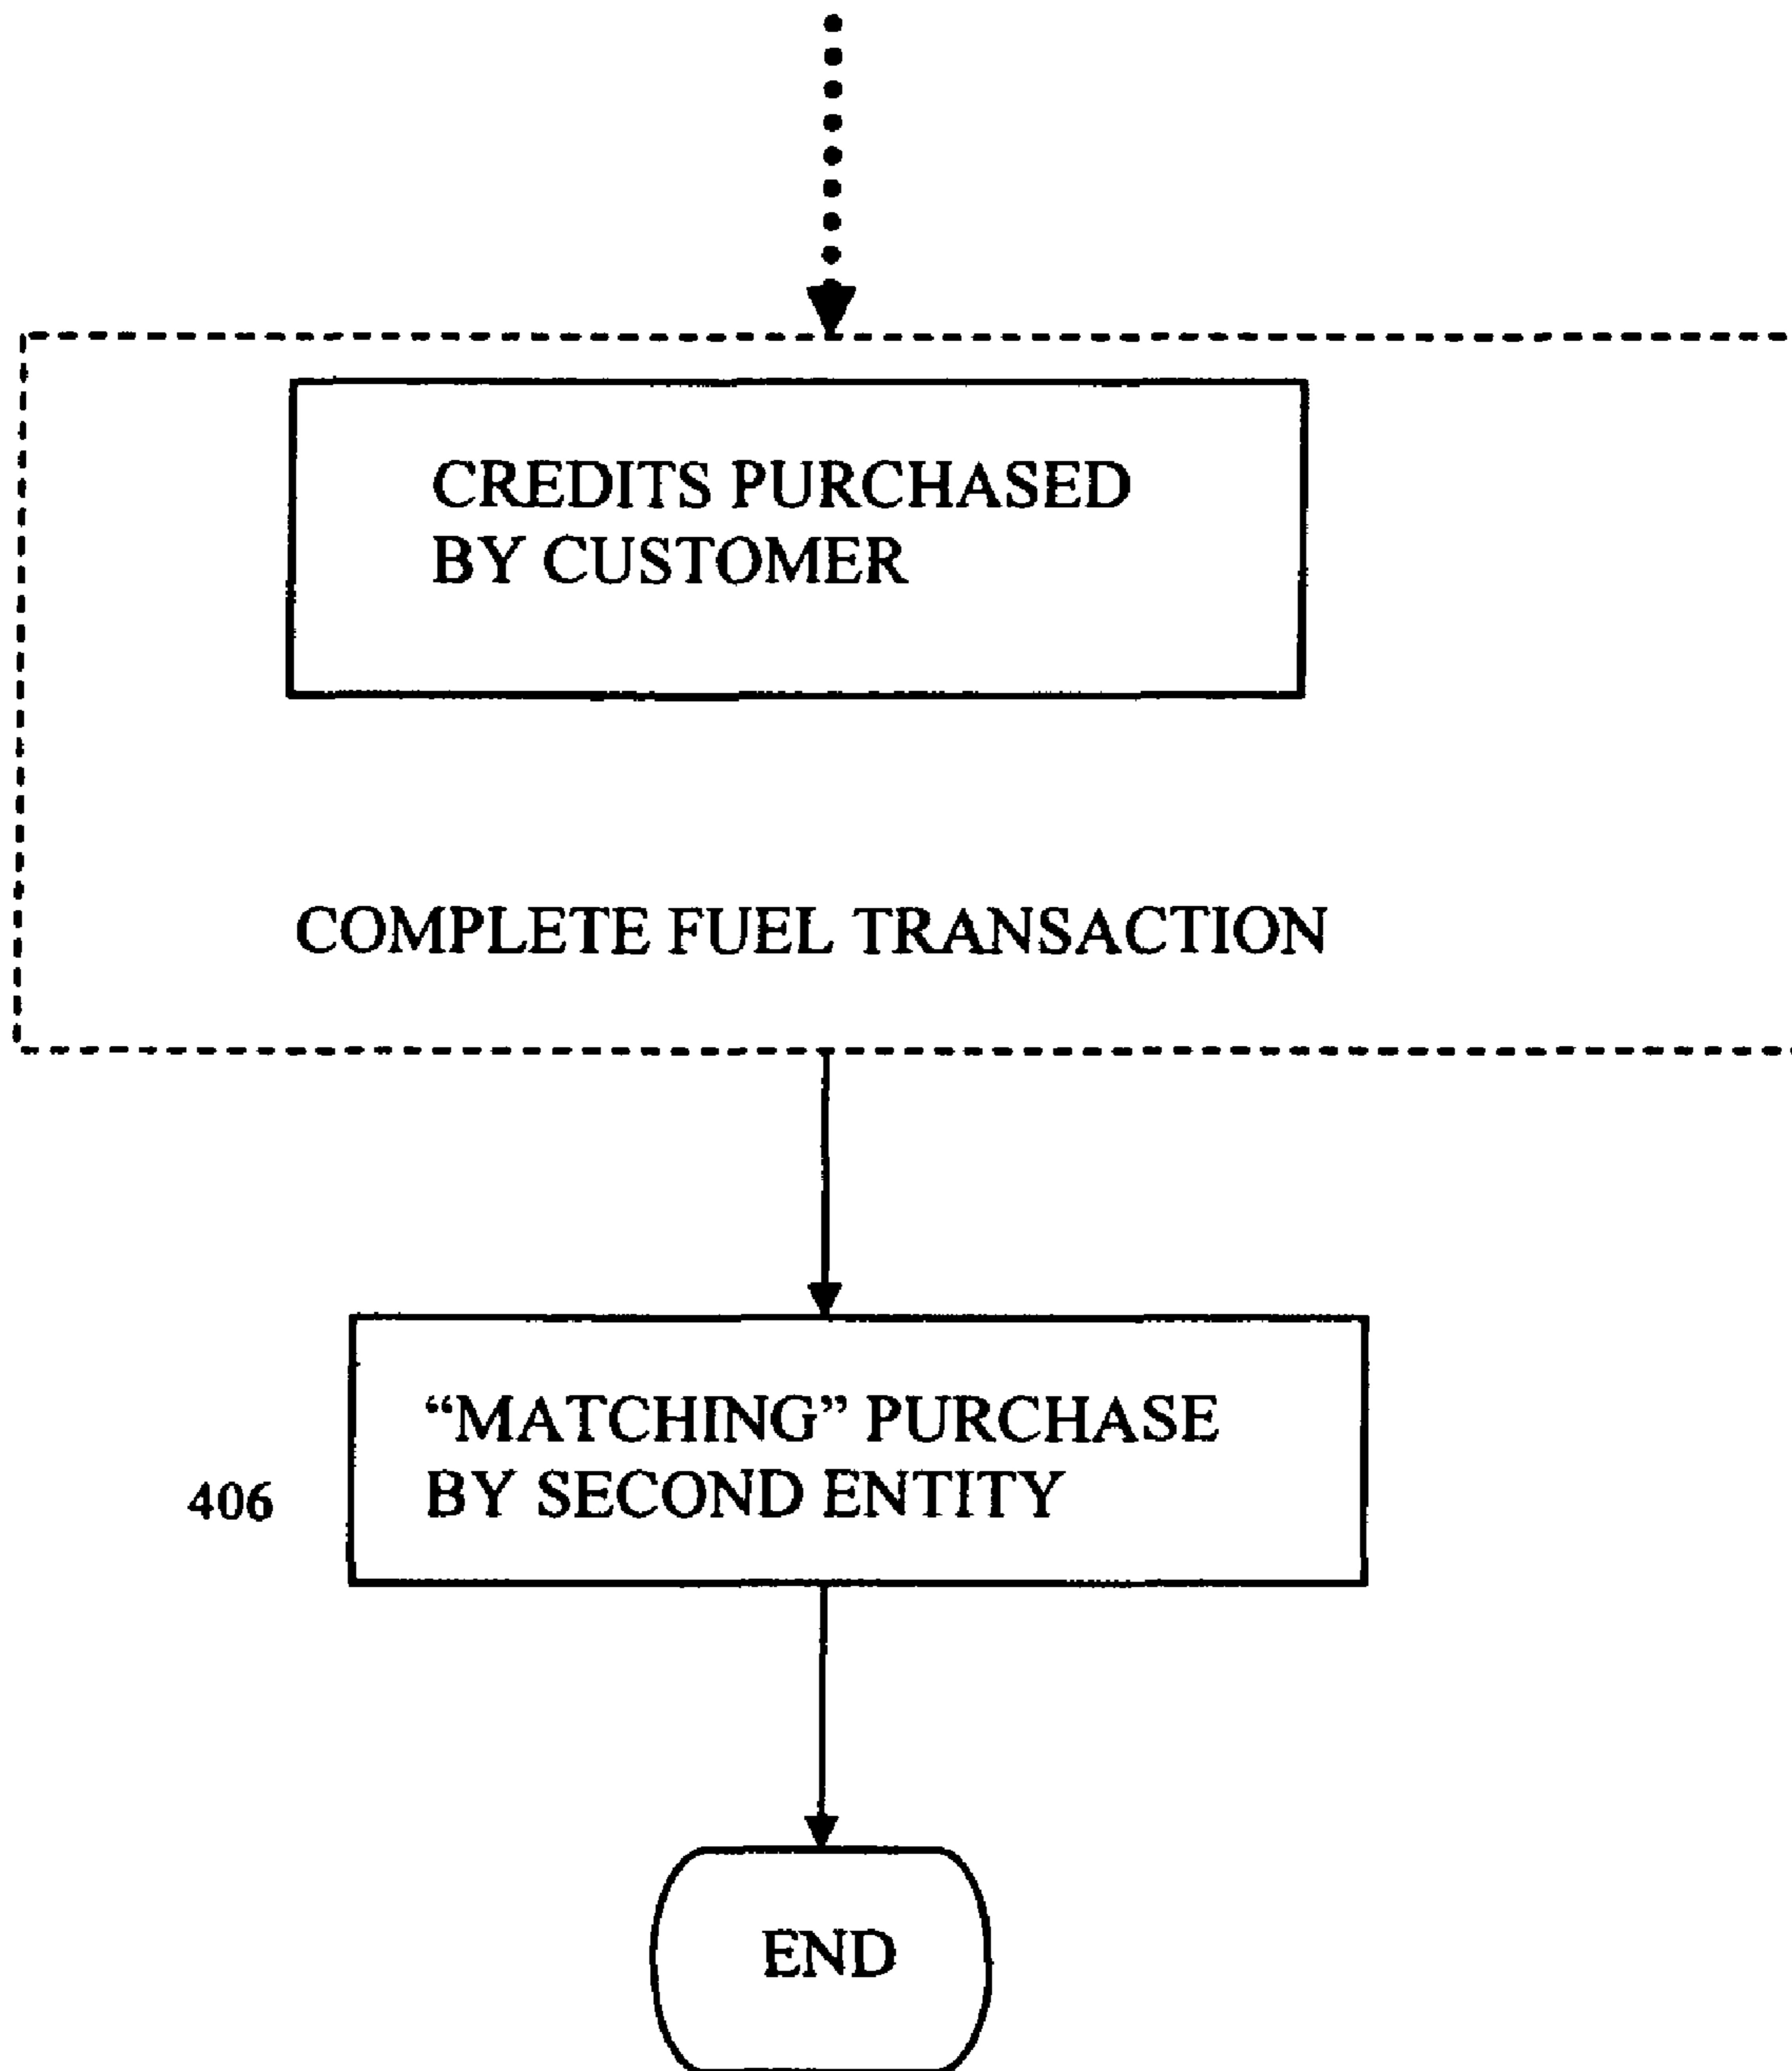 CREDITS PURCHASED
BY CUSTOMER
COMPLETE FUEL TRANSACTION
“MATCHING” PURCHASE
BY SECOND ENTITY
406
END